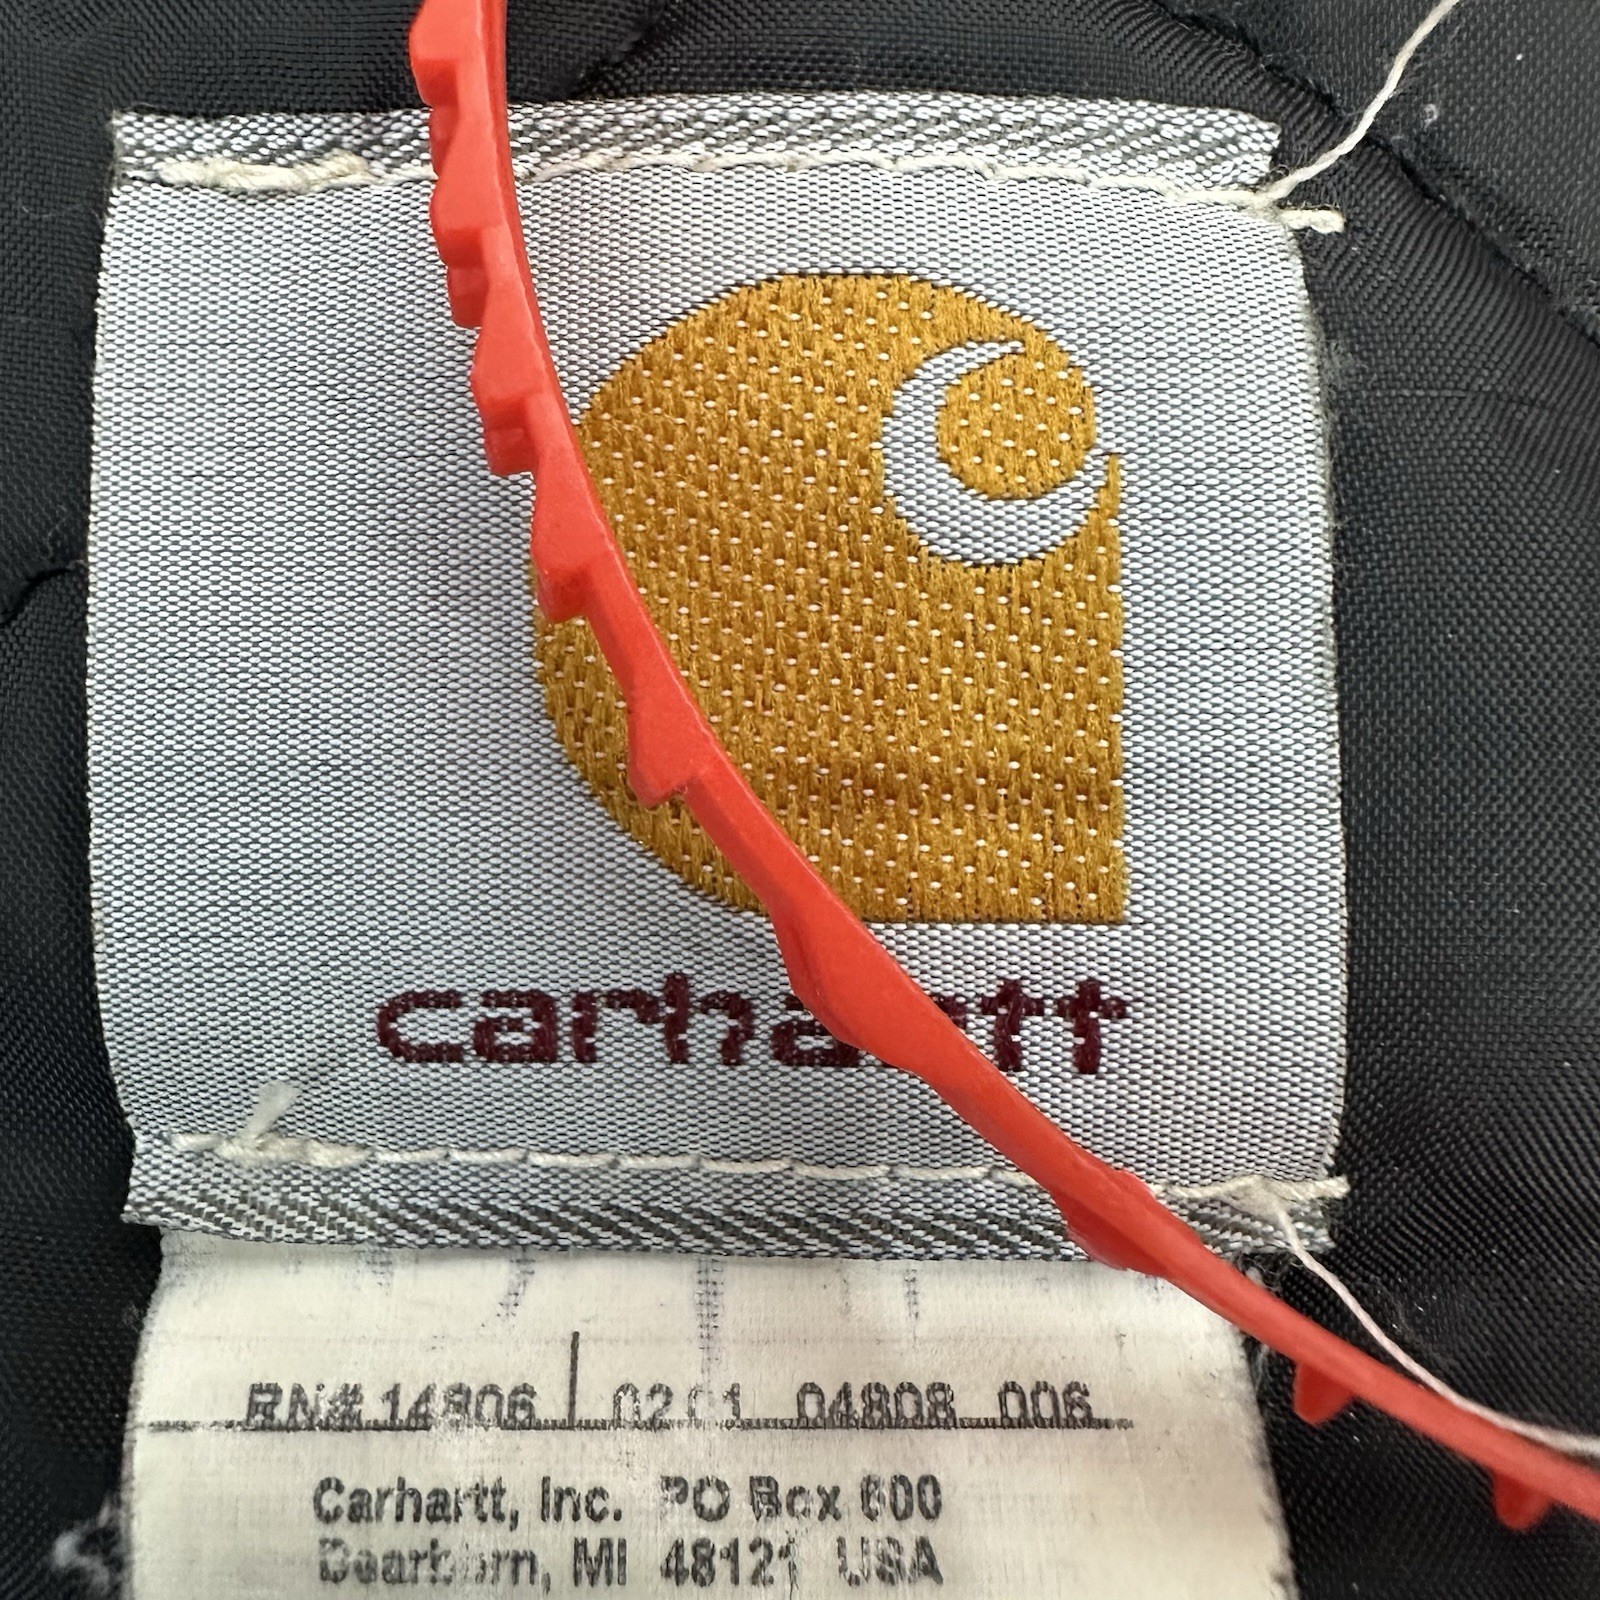 carhartt
RN# 14806 0201 04808 006
Carhartt, Inc. PO Box 600
Dearborn, MI 48121 USA